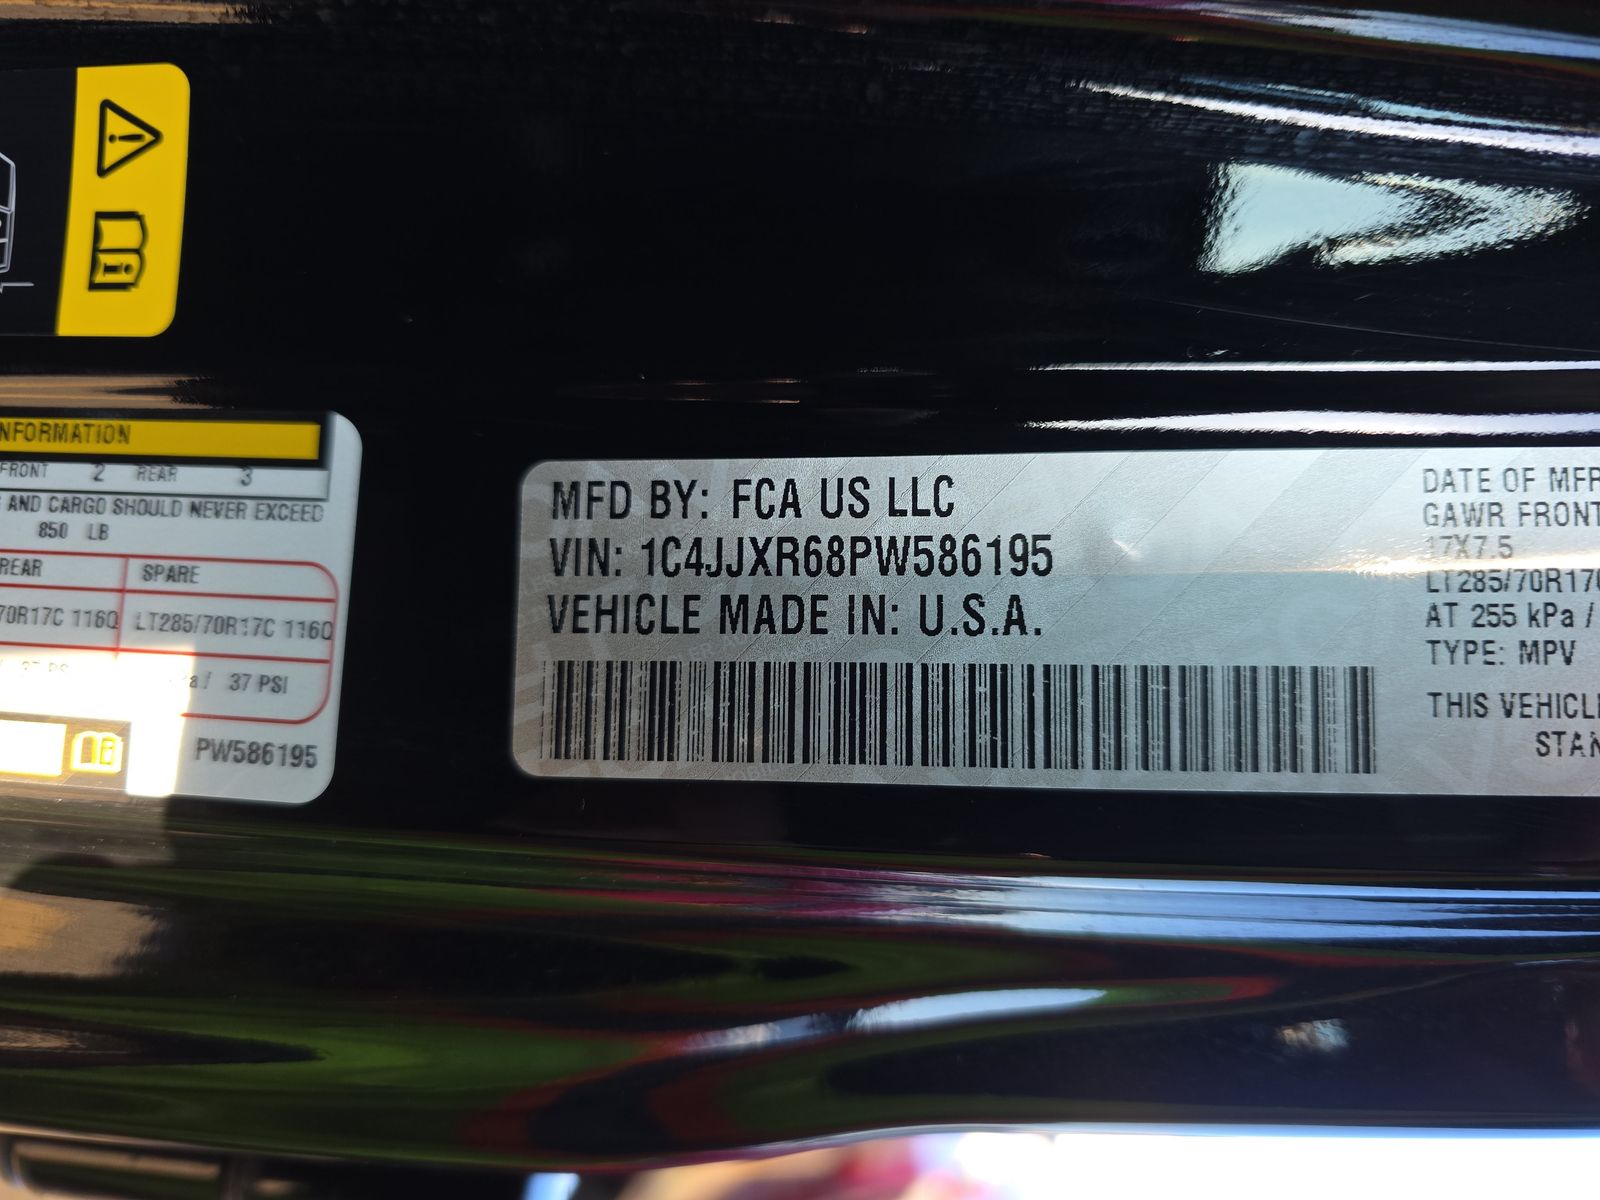 NFORMATION
FRONT 2 REAR 3
AND CARGO SHOULD NEVER EXCEED
850 LB
REAR SPARE
70R17C 116Q LT285/70R17C 116Q
37 PSI
PW586195
MFD BY: FCA US LLC
VIN: 1C4JJXR68PW586195
VEHICLE MADE IN: U.S.A.
DATE OF MFR
GAWR FRONT
17X7.5
LT285/70R17
AT 255 kPa /
TYPE: MPV
THIS VEHICL
STAN